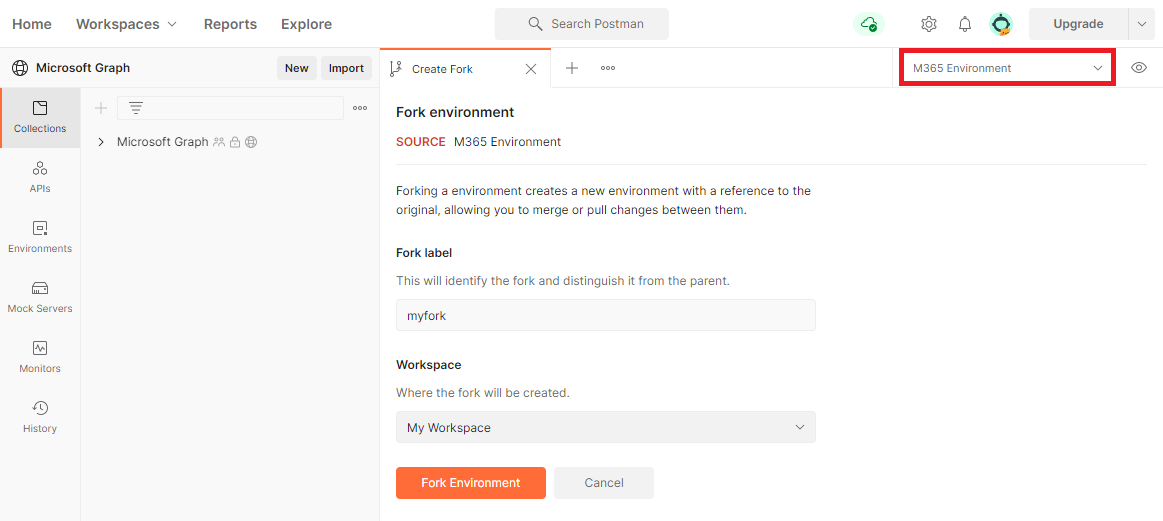 Home Workspaces Reports Explore Search Postman Upgrade
Microsoft Graph New Import Create Fork M365 Environment
Collections
APIs
Environments
Mock Servers
Monitors
History
Microsoft Graph
Fork environment
SOURCE M365 Environment
Forking a environment creates a new environment with a reference to the
original, allowing you to merge or pull changes between them.
Fork label
This will identify the fork and distinguish it from the parent.
myfork
Workspace
Where the fork will be created.
My Workspace
Fork Environment Cancel